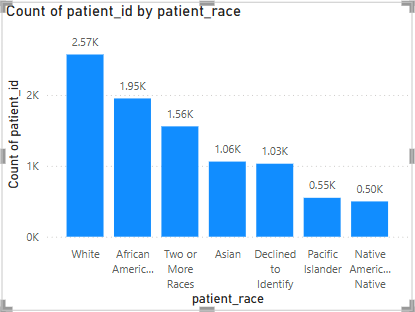 Count of patient_id by patient_race
Count of patient_id
2K
1K
0K
2.57K
1.95K
1.56K
1.06K
1.03K
0.55K
0.50K
White
African
Americ...
Two or
More
Races
Asian
Declined
to
Identify
Pacific
Islander
Native
Americ...
Native
patient_race